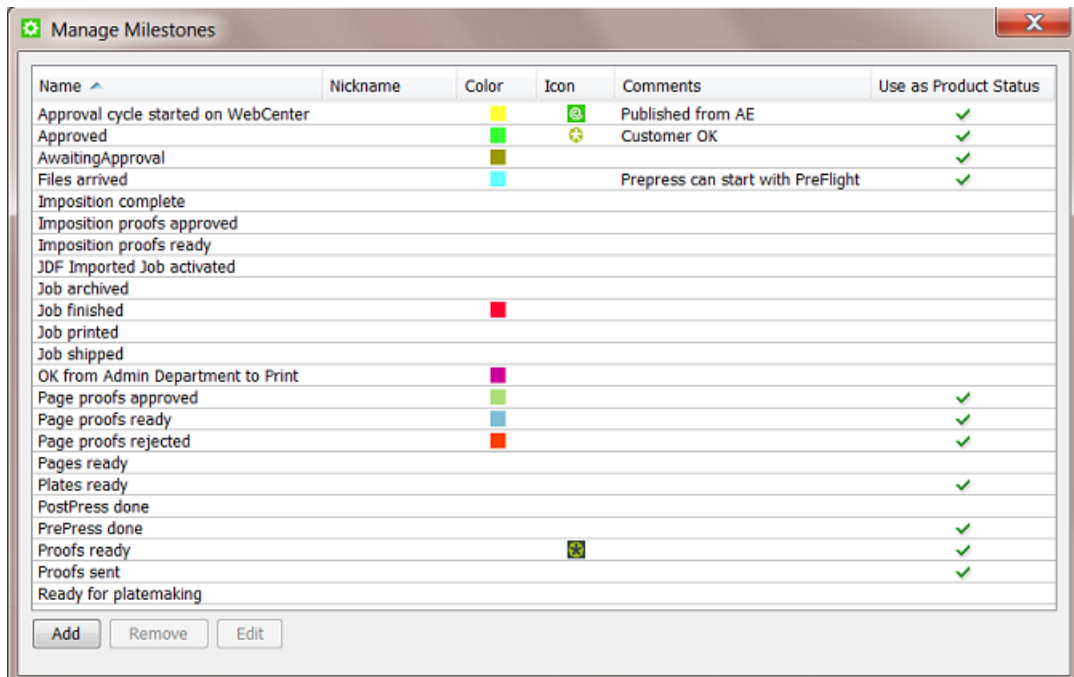 Manage Milestones
Name Nickname Color Icon Comments Use as Product Status
Approval cycle started on WebCenter Published from AE
Approved Customer OK
AwaitingApproval
Files arrived Prepress can start with PreFlight
Imposition complete
Imposition proofs approved
Imposition proofs ready
JDF Imported Job activated
Job archived
Job finished
Job printed
Job shipped
OK from Admin Department to Print
Page proofs approved
Page proofs ready
Page proofs rejected
Pages ready
Plates ready
PostPress done
PrePress done
Proofs ready
Proofs sent
Ready for platemaking
Add Remove Edit